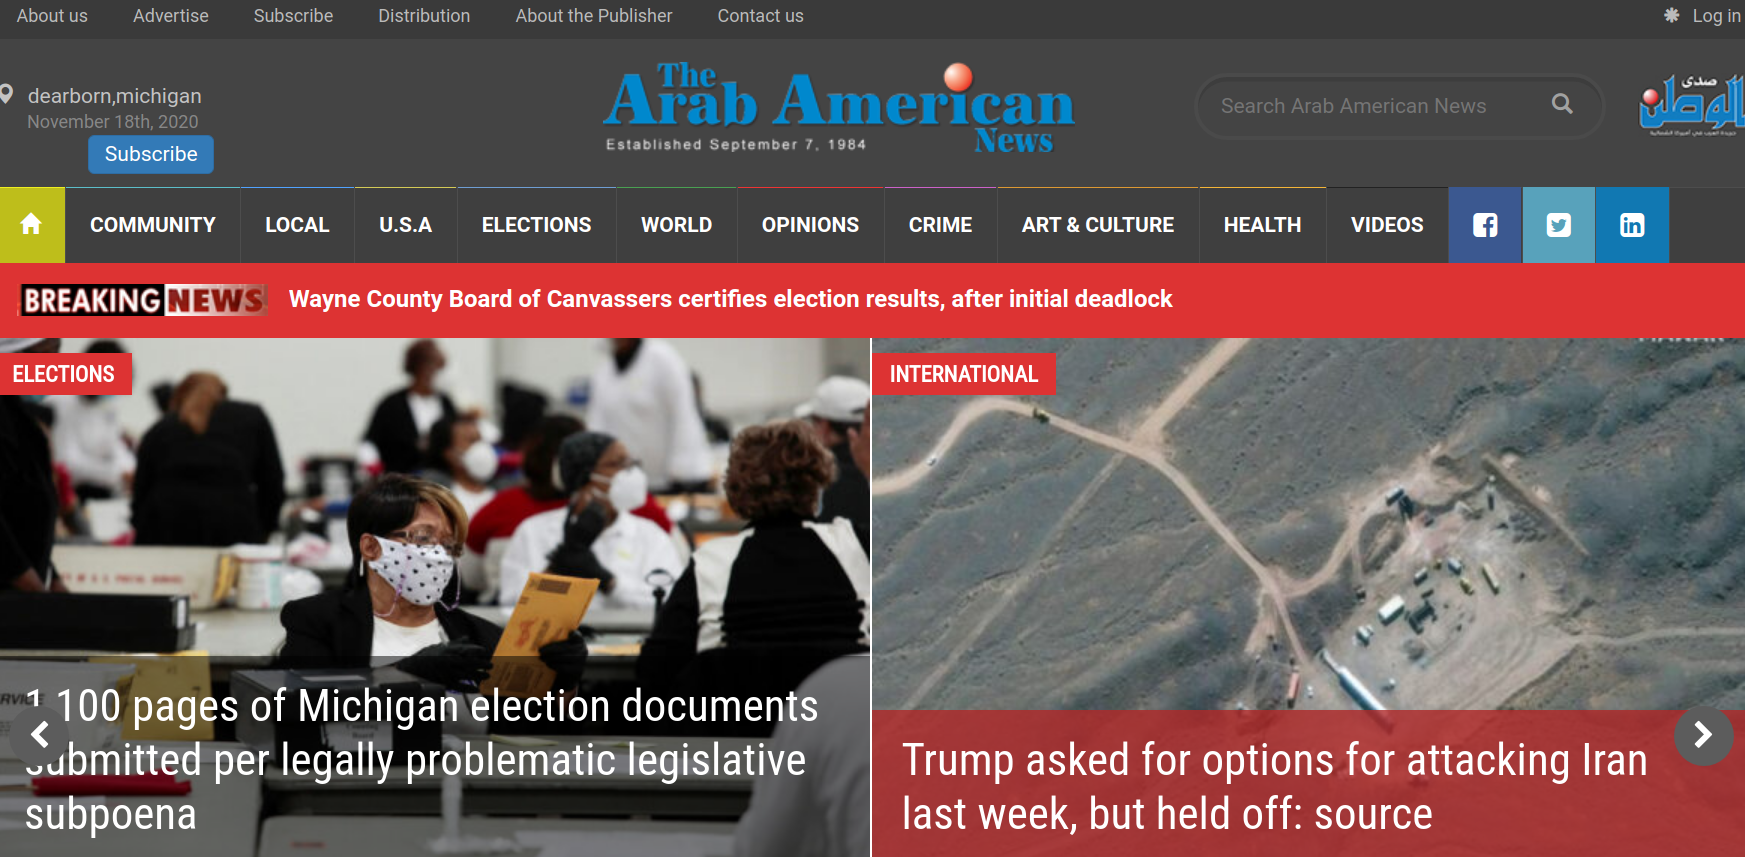 About us Advertise Subscribe Distribution About the Publisher Contact us Log in
dearborn,michigan
November 18th, 2020
Subscribe
The
Arab American
News
Established September 7, 1984
Search Arab American News
صدى
الوطن
COMMUNITY LOCAL U.S.A ELECTIONS WORLD OPINIONS CRIME ART & CULTURE HEALTH VIDEOS
BREAKING NEWS Wayne County Board of Canvassers certifies election results, after initial deadlock
ELECTIONS
1,100 pages of Michigan election documents
submitted per legally problematic legislative
subpoena
INTERNATIONAL
Trump asked for options for attacking Iran
last week, but held off: source